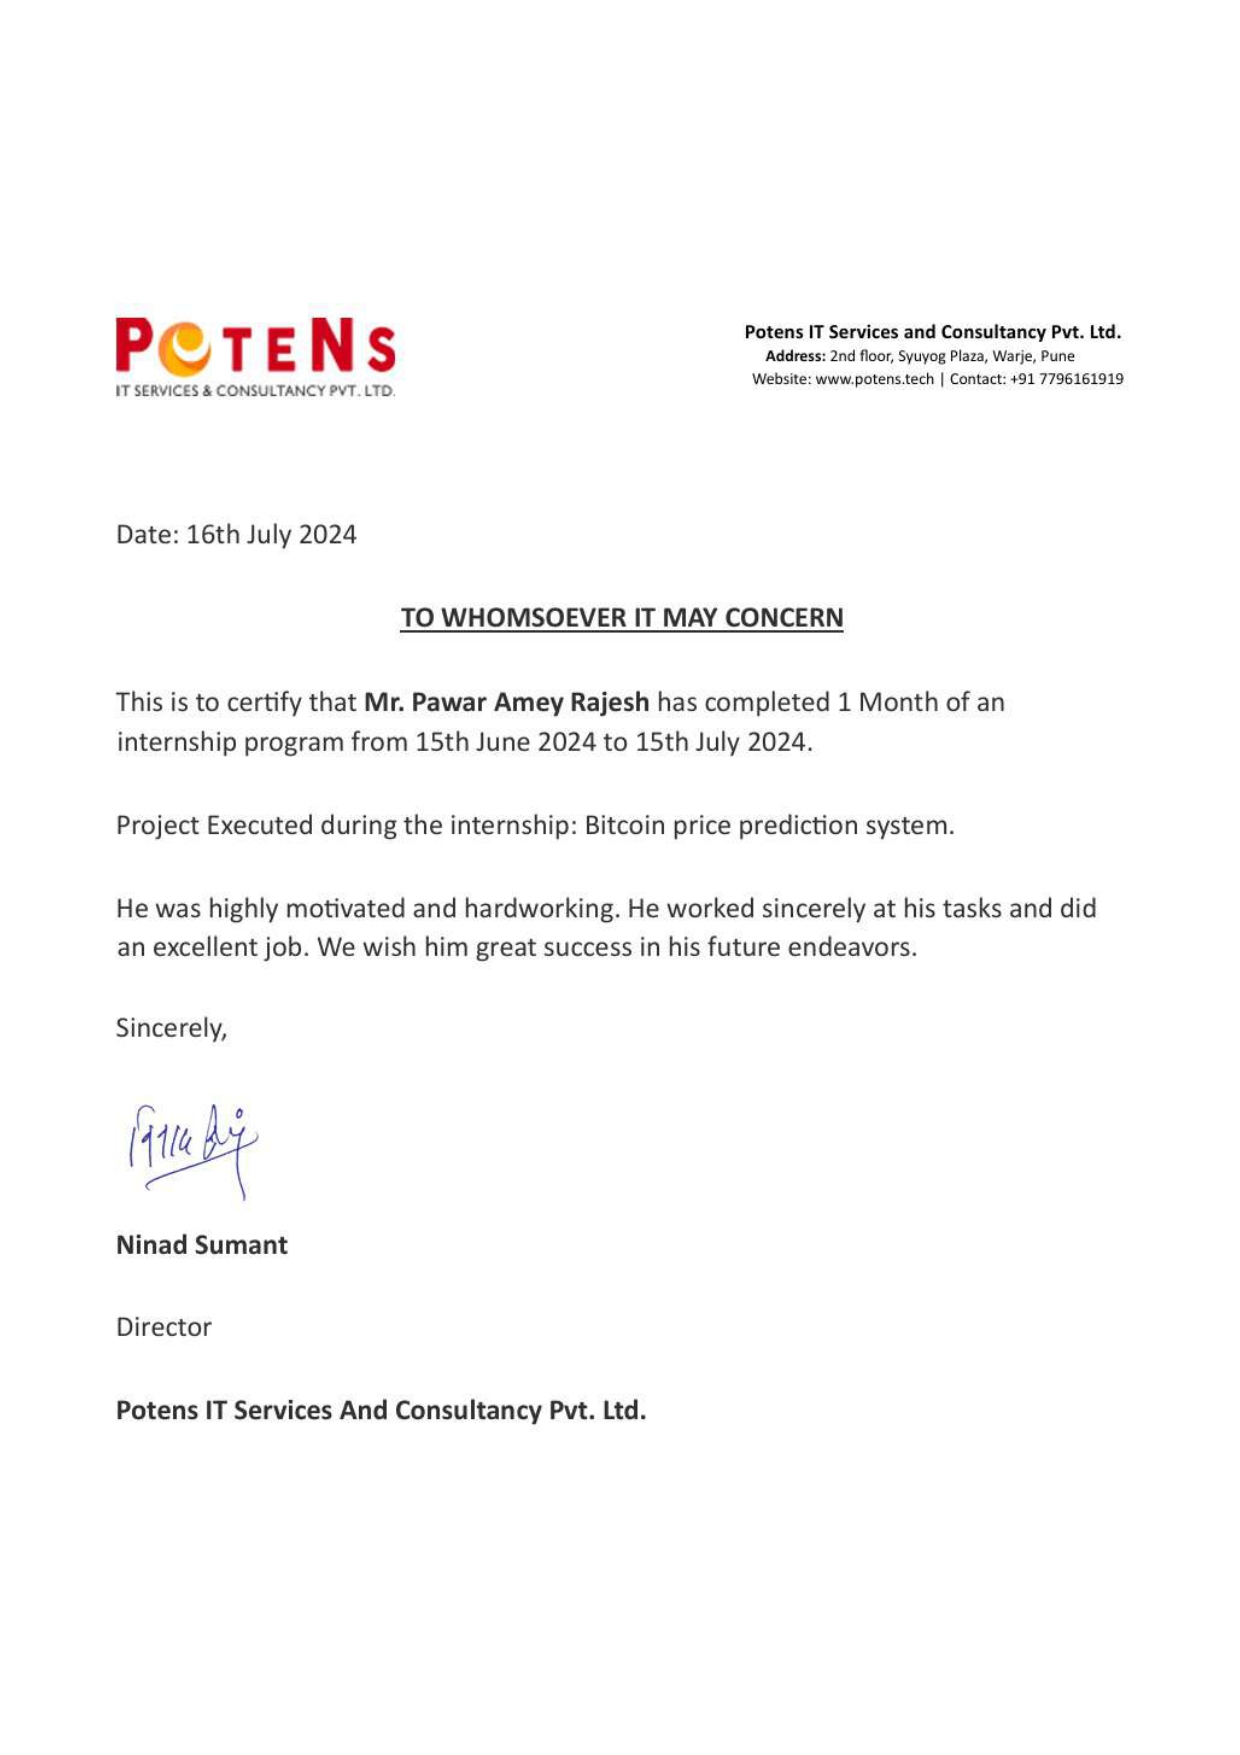 POTENS
IT SERVICES & CONSULTANCY PVT. LTD.
Potens IT Services and Consultancy Pvt. Ltd.
Address: 2nd floor, Syuyog Plaza, Warje, Pune
Website: www.potens.tech | Contact: +91 7796161919
Date: 16th July 2024
TO WHOMSOEVER IT MAY CONCERN
This is to certify that Mr. Pawar Amey Rajesh has completed 1 Month of an
internship program from 15th June 2024 to 15th July 2024.
Project Executed during the internship: Bitcoin price prediction system.
He was highly motivated and hardworking. He worked sincerely at his tasks and did
an excellent job. We wish him great success in his future endeavors.
Sincerely,
Ninad Sumant
Director
Potens IT Services And Consultancy Pvt. Ltd.